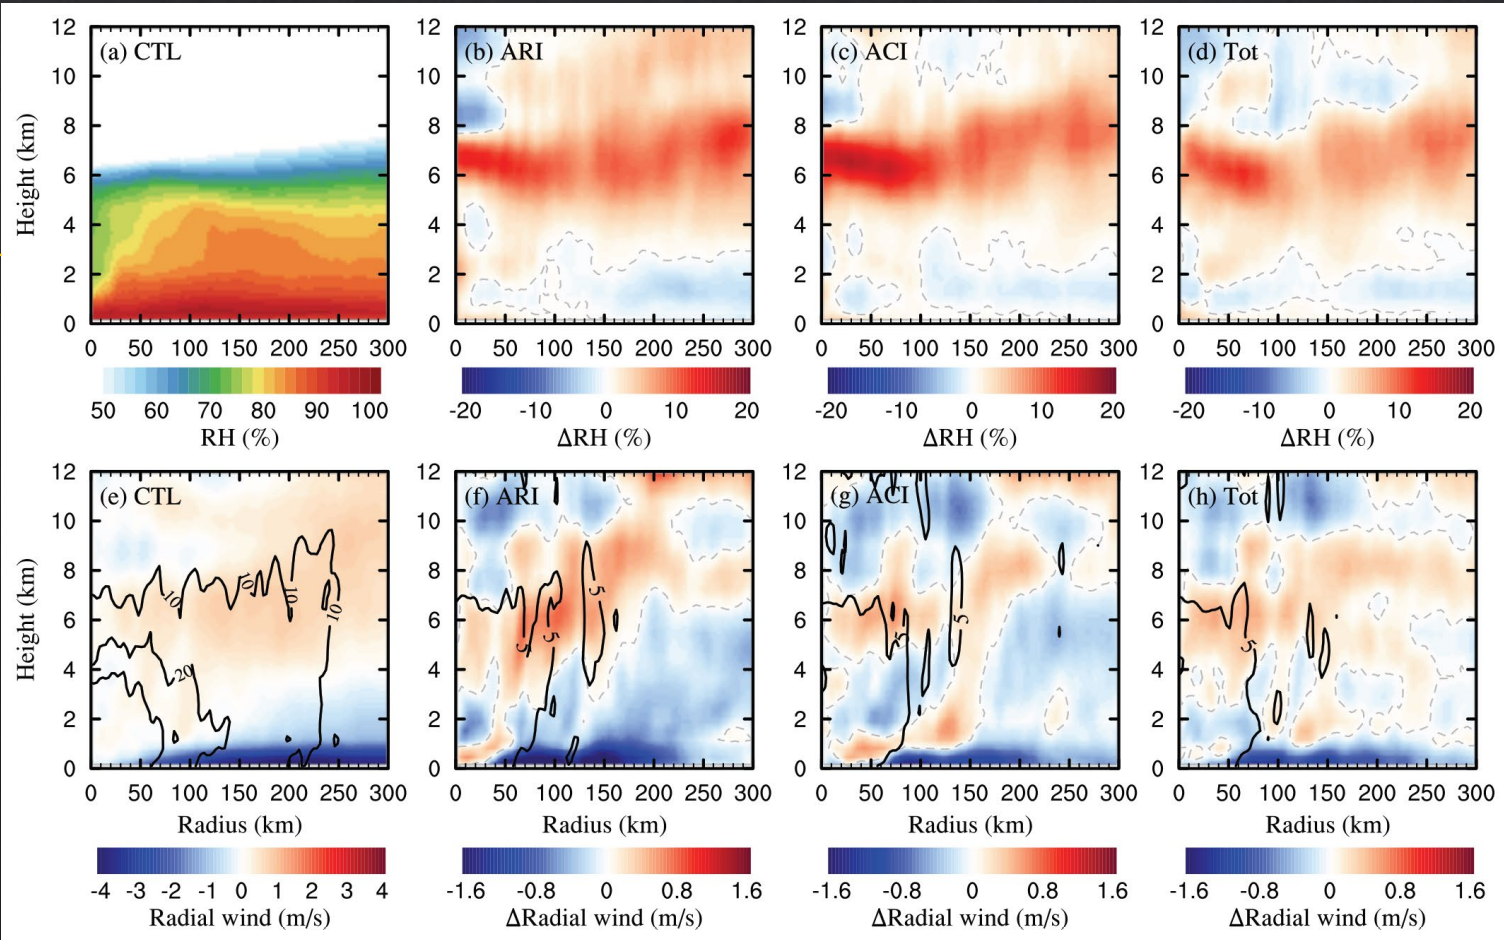 (a) CTL
(b) ARI
(c) ACI
(d) Tot
Height (km)
12
10
8
6
4
2
0
12
10
8
6
4
2
0
12
10
8
6
4
2
0
12
10
8
6
4
2
0
0 50 100 150 200 250 300
0 50 100 150 200 250 300
0 50 100 150 200 250 300
0 50 100 150 200 250 300
50 60 70 80 90 100
-20 -10 0 10 20
-20 -10 0 10 20
-20 -10 0 10 20
RH (%)
ΔRH (%)
ΔRH (%)
ΔRH (%)
(e) CTL
(f) ARI
(g) ACI
(h) Tot
Height (km)
12
10
8
6
4
2
0
12
10
8
6
4
2
0
12
10
8
6
4
2
0
12
10
8
6
4
2
0
10
10
10
10
20
5
5
5
5
5
5
0 50 100 150 200 250 300
0 50 100 150 200 250 300
0 50 100 150 200 250 300
0 50 100 150 200 250 300
Radius (km)
Radius (km)
Radius (km)
Radius (km)
-4 -3 -2 -1 0 1 2 3 4
-1.6 -0.8 0 0.8 1.6
-1.6 -0.8 0 0.8 1.6
-1.6 -0.8 0 0.8 1.6
Radial wind (m/s)
ΔRadial wind (m/s)
ΔRadial wind (m/s)
ΔRadial wind (m/s)